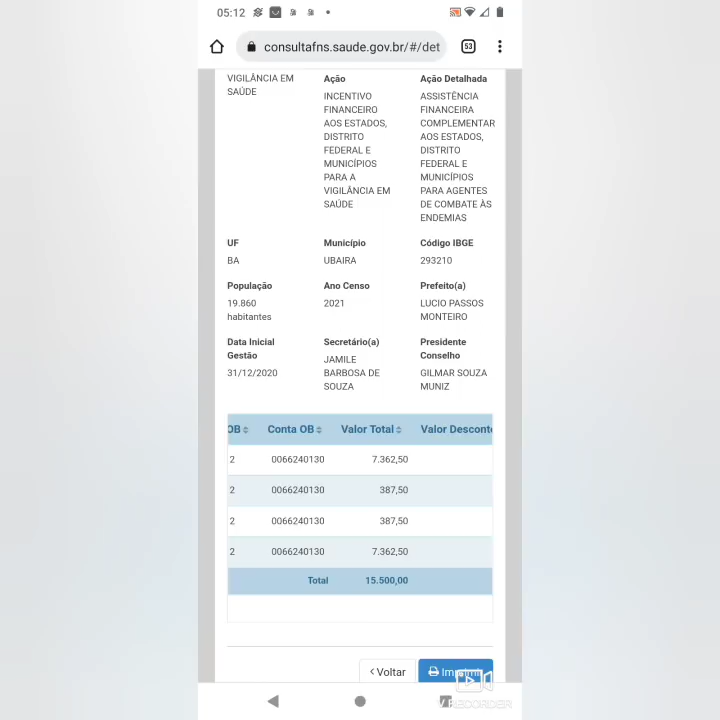 05:12
53
consultafns.saude.gov.br/#/det
VIGILÂNCIA EM
SAÚDE
Ação
INCENTIVO
FINANCEIRO
AOS ESTADOS,
DISTRITO
FEDERAL E
MUNICÍPIOS
PARA A
VIGILÂNCIA EM
SAÚDE
Ação Detalhada
ASSISTÊNCIA
FINANCEIRA
COMPLEMENTAR
AOS ESTADOS,
DISTRITO
FEDERAL E
MUNICÍPIOS
PARA AGENTES
DE COMBATE ÀS
ENDEMIAS
UF
BA
Município
UBAIRA
Código IBGE
293210
População
19.860
habitantes
Ano Censo
2021
Prefeito(a)
LUCIO PASSOS
MONTEIRO
Data Inicial
Gestão
31/12/2020
Secretário(a)
JAMILE
BARBOSA DE
SOUZA
Presidente
Conselho
GILMAR SOUZA
MUNIZ
OB Conta OB Valor Total Valor Desconto
2 0066240130 7.362,50
2 0066240130 387,50
2 0066240130 387,50
2 0066240130 7.362,50
Total 15.500,00
Voltar Imprimir
V RECORDER